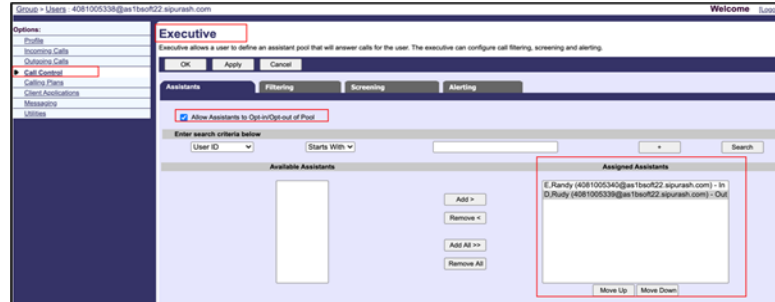 Group > Users : 4081005338@as1bsoft22.sipurash.com
Welcome
Options:
Profile
Incoming Calls
Outgoing Calls
Call Control
Calling Plans
Client Applications
Messaging
Utilities
Executive
Executive allows a user to define an assistant pool that will answer calls for the user. The executive can configure call filtering, screening and alerting.
OK Apply Cancel
Assistants Filtering Screening Alerting
Allow Assistants to Opt-in/Opt-out of Pool
Enter search criteria below
User ID Starts With + Search
Available Assistants
Assigned Assistants
E,Randy (4081005340@as1bsoft22.sipurash.com) - In
D,Rudy (4081005339@as1bsoft22.sipurash.com) - Out
Add >
Remove <
Add All >>
Remove All
Move Up Move Down